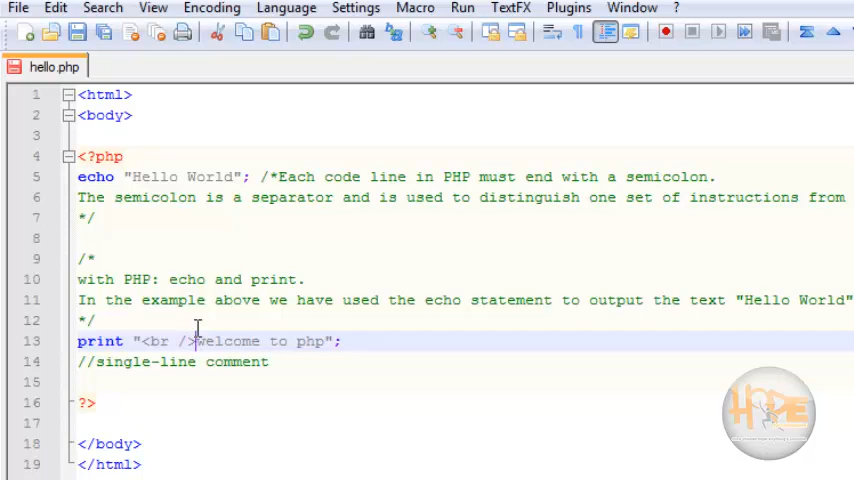 File Edit Search View Encoding Language Settings Macro Run TextFX Plugins Window ?
hello.php
1 <html>
2 <body>
3
4 <?php
5 echo "Hello World"; /*Each code line in PHP must end with a semicolon.
6 The semicolon is a separator and is used to distinguish one set of instructions from
7 */
8
9 /*
10 with PHP: echo and print.
11 In the example above we have used the echo statement to output the text "Hello World"
12 */
13 print "<br />Welcome to php";
14 //single-line comment
15
16 ?>
17
18 </body>
19 </html>
HOPE